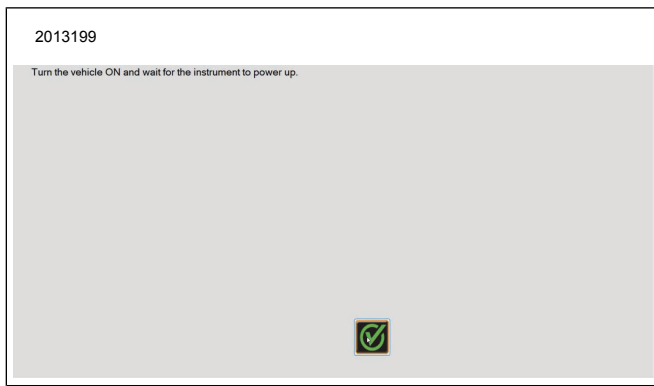 2013199
Turn the vehicle ON and wait for the instrument to power up.